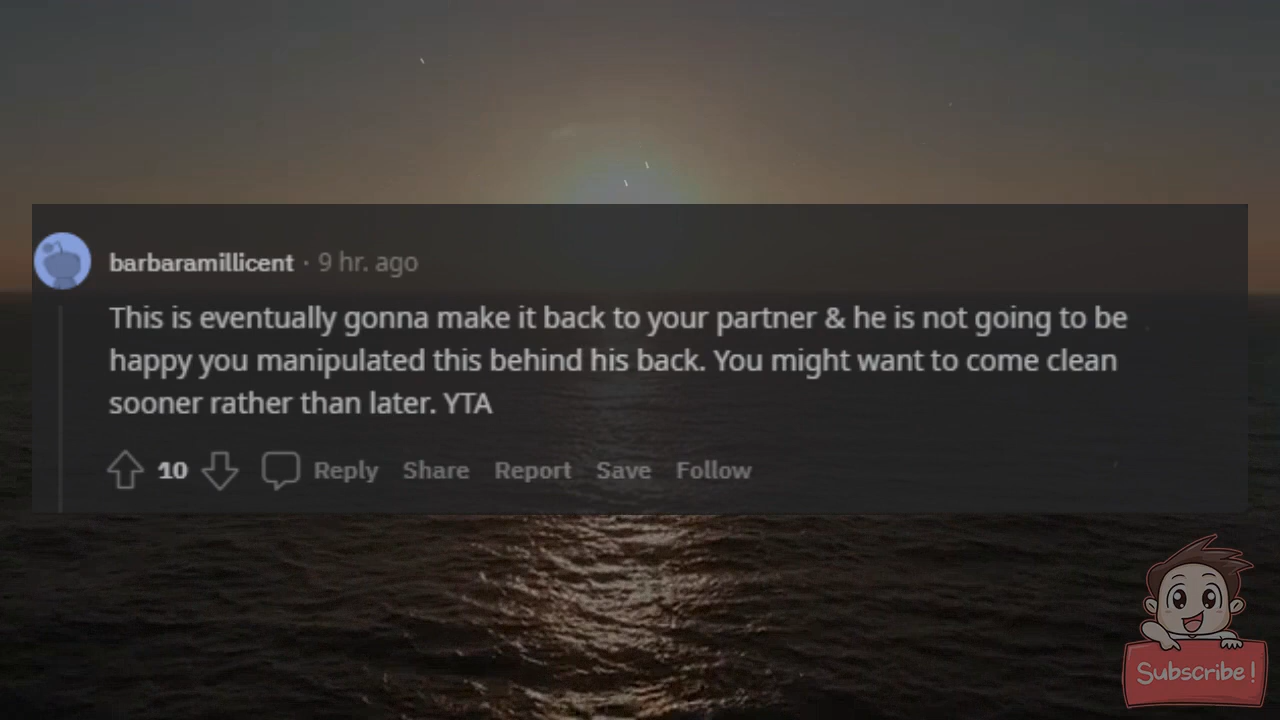 barbaramillicent · 9 hr. ago
This is eventually gonna make it back to your partner & he is not going to be
happy you manipulated this behind his back. You might want to come clean
sooner rather than later. YTA
10 Reply Share Report Save Follow
Subscribe!